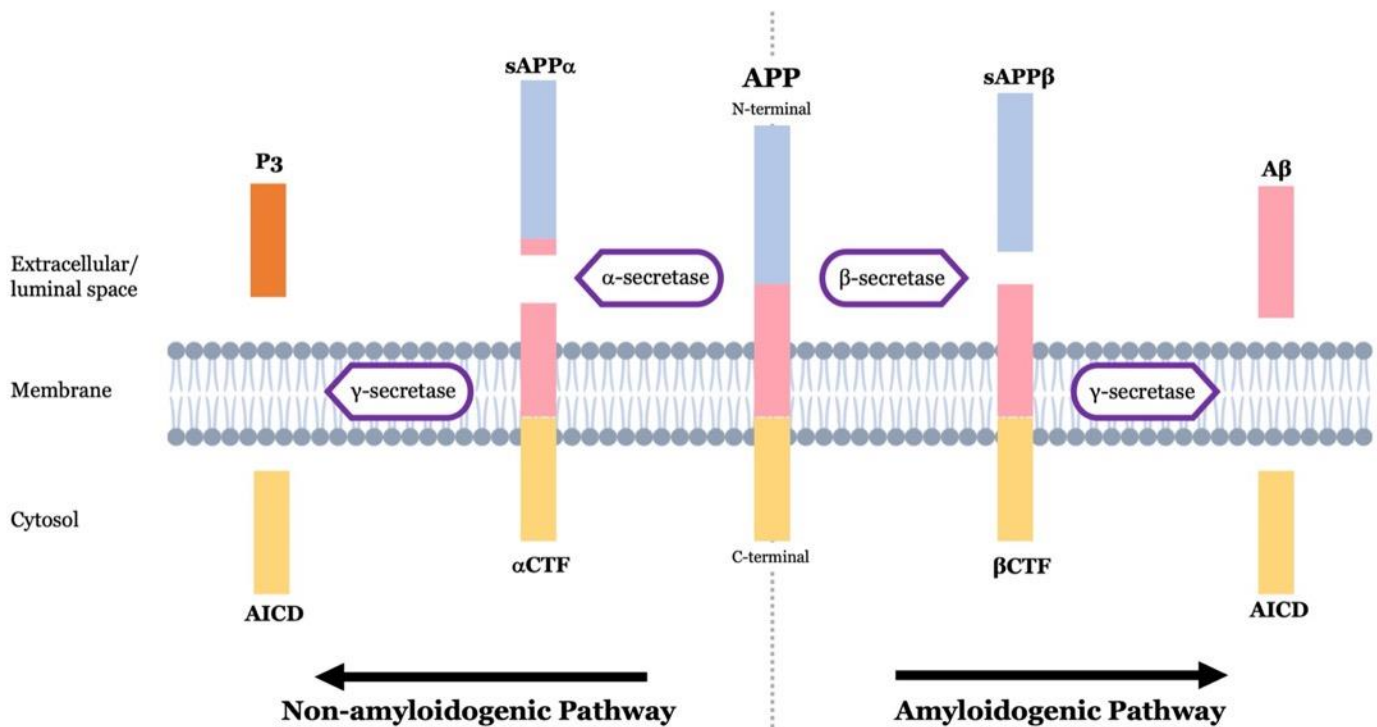 sAPPα
APP
sAPPβ
N-terminal
P3
Aβ
Extracellular/
luminal space
α-secretase
β-secretase
Membrane
γ-secretase
γ-secretase
Cytosol
αCTF
C-terminal
βCTF
AICD
AICD
Non-amyloidogenic Pathway
Amyloidogenic Pathway